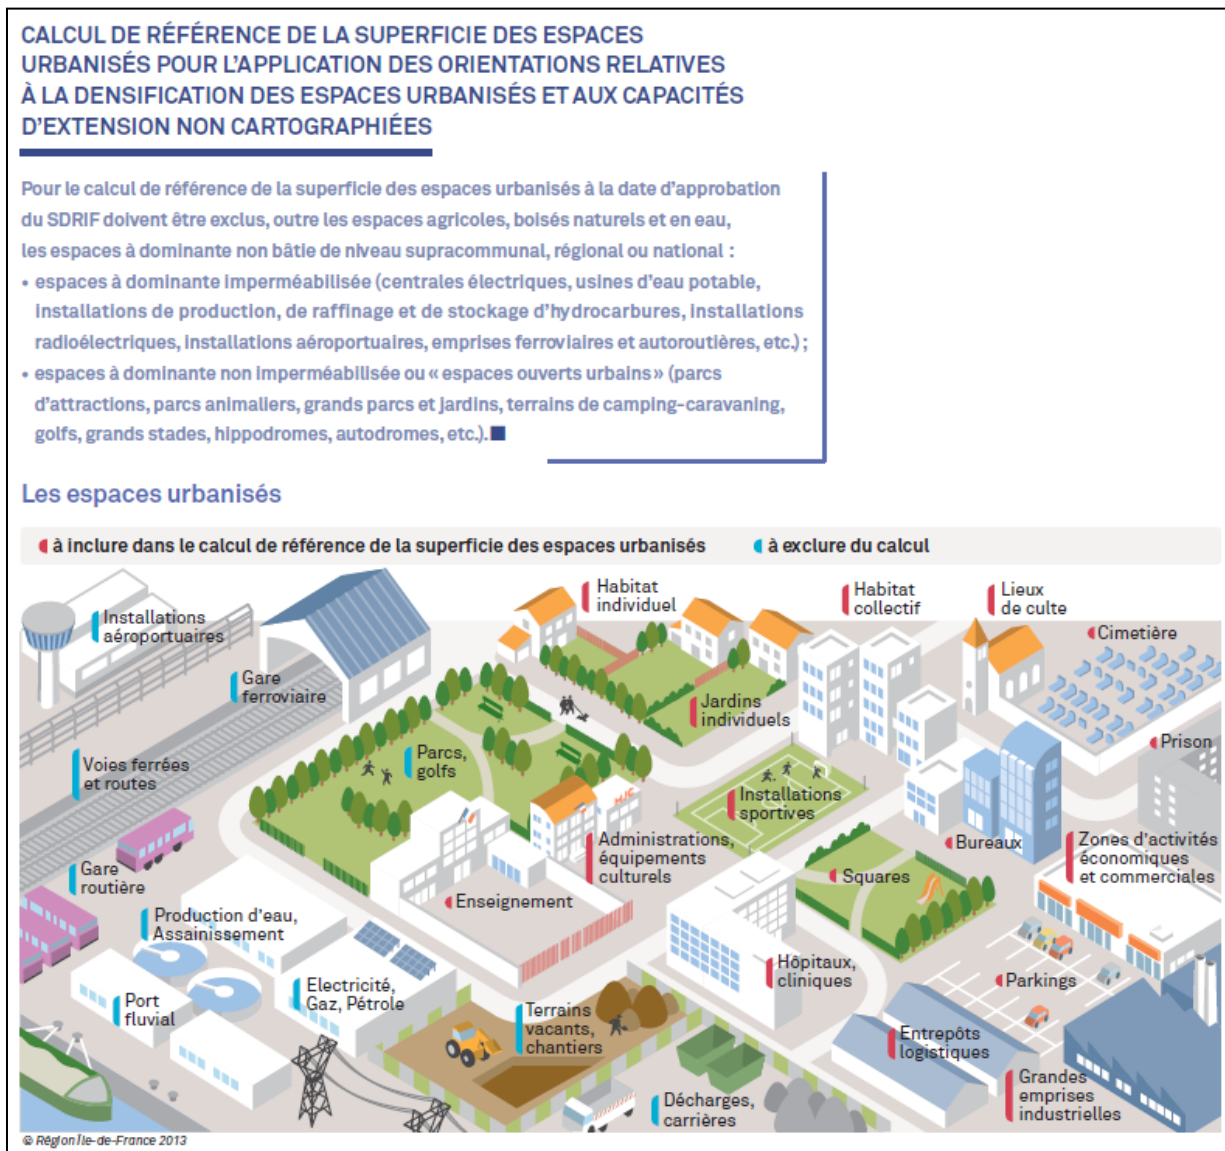 CALCUL DE RÉFÉRENCE DE LA SUPERFICIE DES ESPACES
URBANISÉS POUR L'APPLICATION DES ORIENTATIONS RELATIVES
À LA DENSIFICATION DES ESPACES URBANISÉS ET AUX CAPACITÉS
D'EXTENSION NON CARTOGRAPHIÉES
Pour le calcul de référence de la superficie des espaces urbanisés à la date d'approbation
du SDRIF doivent être exclus, outre les espaces agricoles, boisés naturels et en eau,
les espaces à dominante non bâtie de niveau supracommunal, régional ou national :
• espaces à dominante imperméabilisée (centrales électriques, usines d'eau potable,
installations de production, de raffinage et de stockage d'hydrocarbures, installations
radioélectriques, installations aéroportuaires, emprises ferroviaires et autoroutières, etc.) ;
• espaces à dominante non imperméabilisée ou « espaces ouverts urbains » (parcs
d'attractions, parcs animaliers, grands parcs et jardins, terrains de camping-caravaning,
golfs, grands stades, hippodromes, autodromes, etc.).
Les espaces urbanisés
à inclure dans le calcul de référence de la superficie des espaces urbanisés
à exclure du calcul
Habitat
individuel
Habitat
collectif
Lieux
de culte
Installations
aéroportuaires
Cimetière
Gare
ferroviaire
Jardins
individuels
Prison
Voies ferrées
et routes
Parcs,
golfs
Installations
sportives
MJC
Administrations,
équipements
culturels
Bureaux
Zones d'activités
économiques
et commerciales
Gare
routière
Squares
Enseignement
Production d'eau,
Assainissement
Hôpitaux,
cliniques
Parkings
Electricité,
Gaz, Pétrole
Port
fluvial
Terrains
vacants,
chantiers
Entrepôts
logistiques
Grandes
emprises
industrielles
Décharges,
carrières
© Région Île-de-France 2013